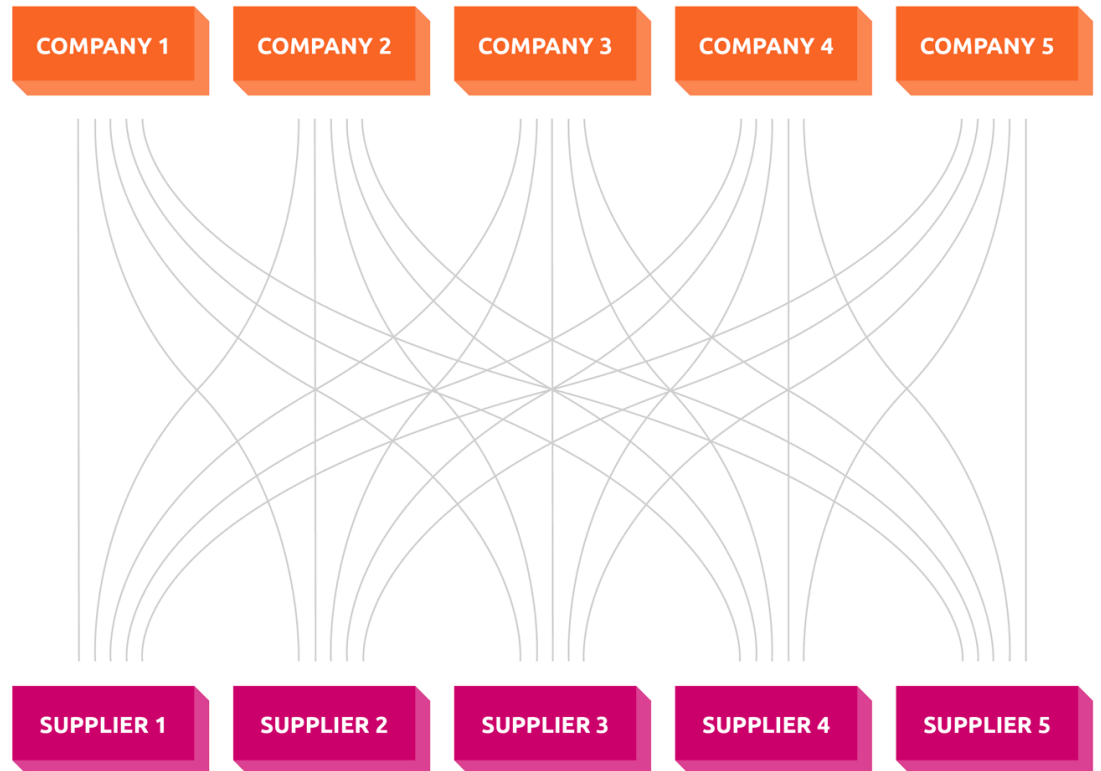 COMPANY 1
COMPANY 2
COMPANY 3
COMPANY 4
COMPANY 5
SUPPLIER 1
SUPPLIER 2
SUPPLIER 3
SUPPLIER 4
SUPPLIER 5